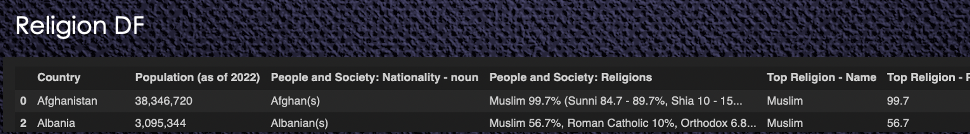 Religion DF
Country Population (as of 2022) People and Society: Nationality - noun People and Society: Religions Top Religion - Name Top Religion -
0 Afghanistan 38,346,720 Afghan(s) Muslim 99.7% (Sunni 84.7 - 89.7%, Shia 10 - 15... Muslim 99.7
2 Albania 3,095,344 Albanian(s) Muslim 56.7%, Roman Catholic 10%, Orthodox 6.8... Muslim 56.7